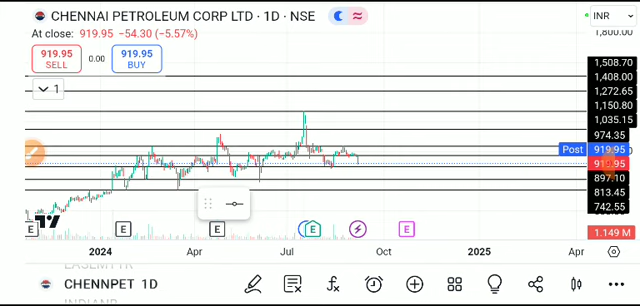 CHENNAI PETROLEUM CORP LTD · 1D · NSE
INR
At close: 919.95 −54.30 (−5.57%)
1,800.00
919.95 SELL 0.00 919.95 BUY
1
1,508.70
1,408.00
1,272.65
1,150.80
1,035.15
974.35
Post 919.95
919.95
897.10
813.45
742.55
E E E E E
1.149 M
2024 Apr Jul Oct 2025 Apr
CHENNPET 1D